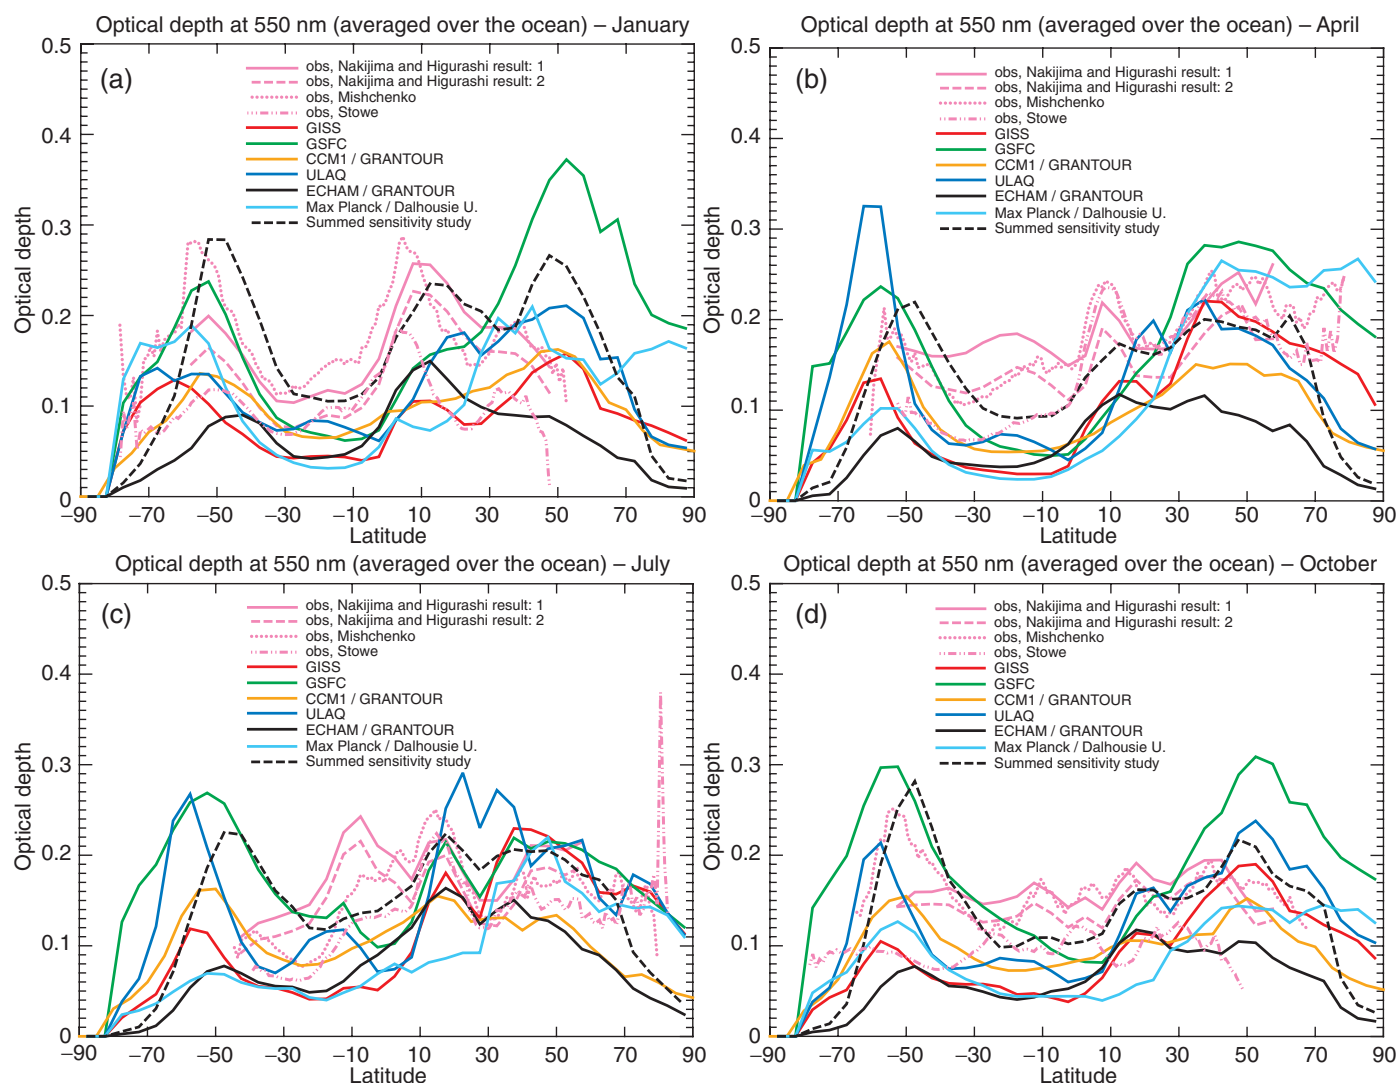 Optical depth at 550 nm (averaged over the ocean) – January
(a)
obs, Nakijima and Higurashi result: 1
obs, Nakijima and Higurashi result: 2
obs, Mishchenko
obs, Stowe
GISS
GSFC
CCM1 / GRANTOUR
ULAQ
ECHAM / GRANTOUR
Max Planck / Dalhousie U.
Summed sensitivity study
Optical depth
0.5
0.4
0.3
0.2
0.1
0
–90 –70 –50 –30 –10 10 30 50 70 90
Latitude
Optical depth at 550 nm (averaged over the ocean) – April
(b)
obs, Nakijima and Higurashi result: 1
obs, Nakijima and Higurashi result: 2
obs, Mishchenko
obs, Stowe
GISS
GSFC
CCM1 / GRANTOUR
ULAQ
ECHAM / GRANTOUR
Max Planck / Dalhousie U.
Summed sensitivity study
Optical depth
0.5
0.4
0.3
0.2
0.1
0
–90 –70 –50 –30 –10 10 30 50 70 90
Latitude
Optical depth at 550 nm (averaged over the ocean) – July
(c)
obs, Nakijima and Higurashi result: 1
obs, Nakijima and Higurashi result: 2
obs, Mishchenko
obs, Stowe
GISS
GSFC
CCM1 / GRANTOUR
ULAQ
ECHAM / GRANTOUR
Max Planck / Dalhousie U.
Summed sensitivity study
Optical depth
0.5
0.4
0.3
0.2
0.1
0
–90 –70 –50 –30 –10 10 30 50 70 90
Latitude
Optical depth at 550 nm (averaged over the ocean) – October
(d)
obs, Nakijima and Higurashi result: 1
obs, Nakijima and Higurashi result: 2
obs, Mishchenko
obs, Stowe
GISS
GSFC
CCM1 / GRANTOUR
ULAQ
ECHAM / GRANTOUR
Max Planck / Dalhousie U.
Summed sensitivity study
Optical depth
0.5
0.4
0.3
0.2
0.1
0
–90 –70 –50 –30 –10 10 30 50 70 90
Latitude